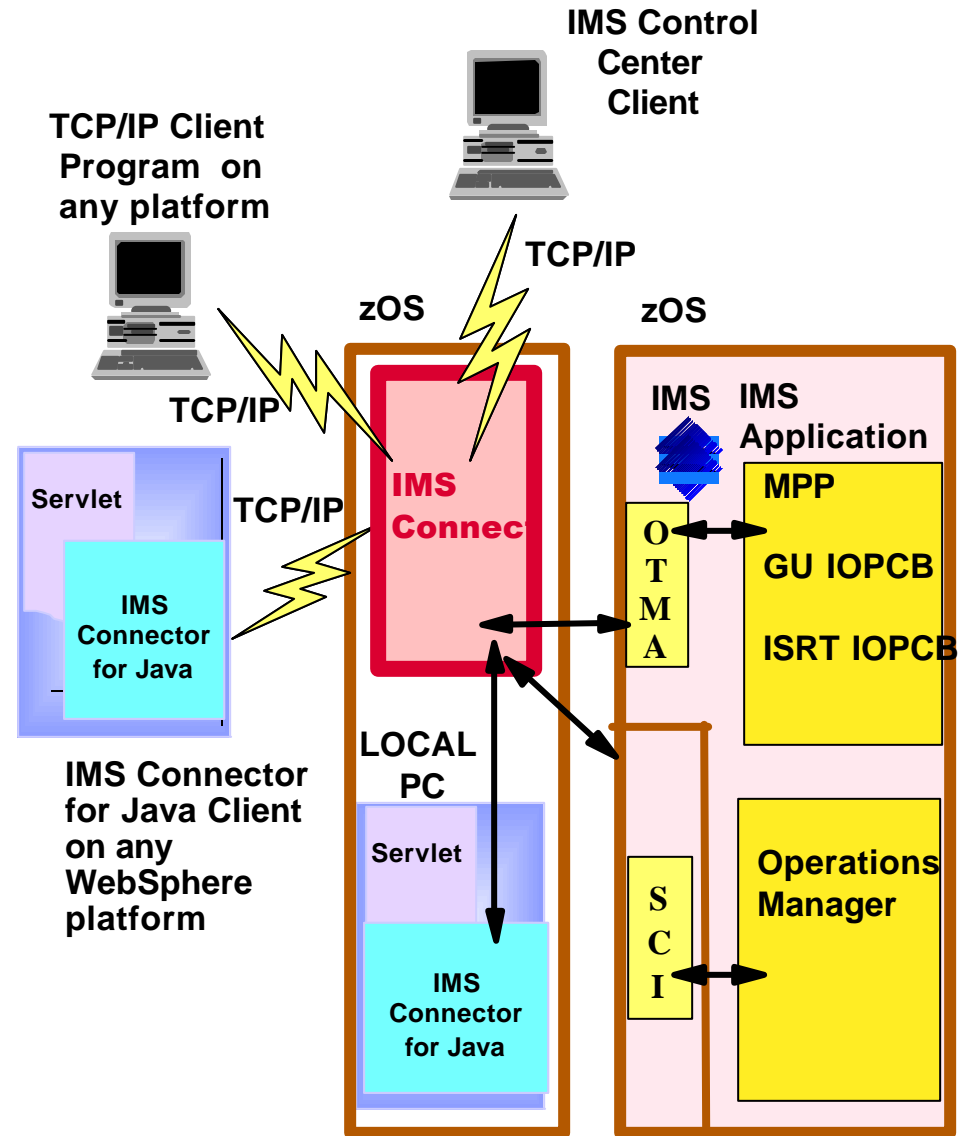 IMS Control
Center
Client
TCP/IP Client
Program on
any platform
TCP/IP
zOS
zOS
TCP/IP
IMS
IMS
Application
Servlet
TCP/IP
IMS
Connect
O
T
M
A
MPP
GU IOPCB
ISRT IOPCB
IMS
Connector
for Java
LOCAL
PC
IMS Connector
for Java Client
on any
WebSphere
platform
Servlet
IMS
Connector
for Java
S
C
I
Operations
Manager